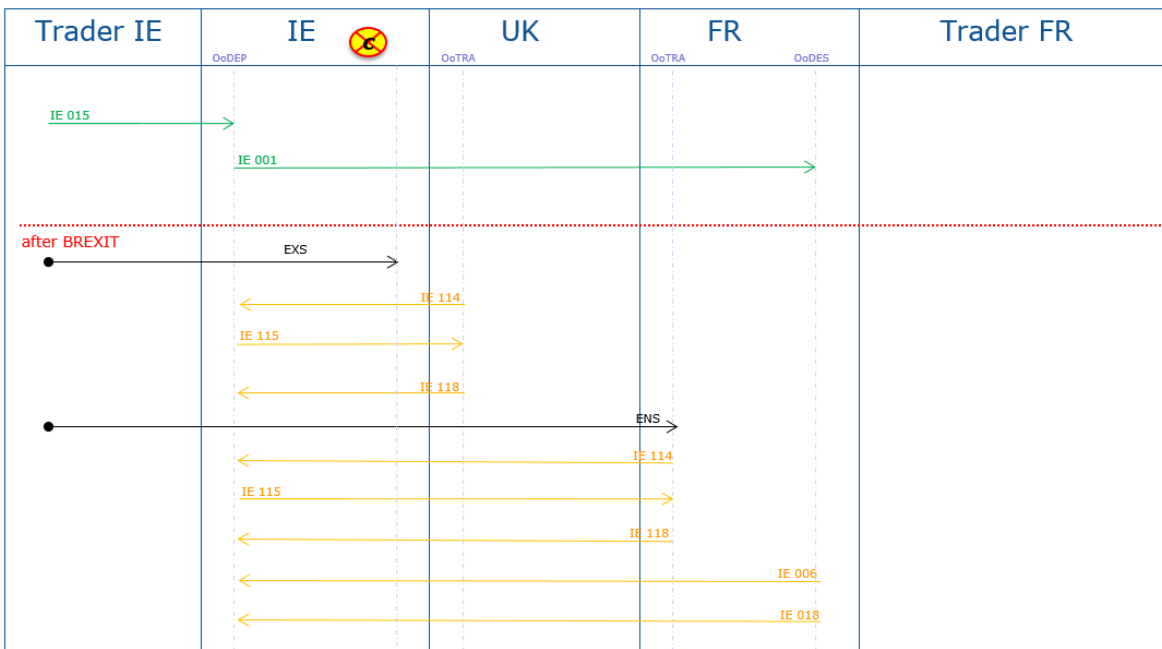 Trader IE
IE
c
UK
FR
Trader FR
OoDEP
OoTRA
OoTRA
OoDES
IE 015
IE 001
after BREXIT
EXS
IE 114
IE 115
IE 118
ENS
IE 114
IE 115
IE 118
IE 006
IE 018